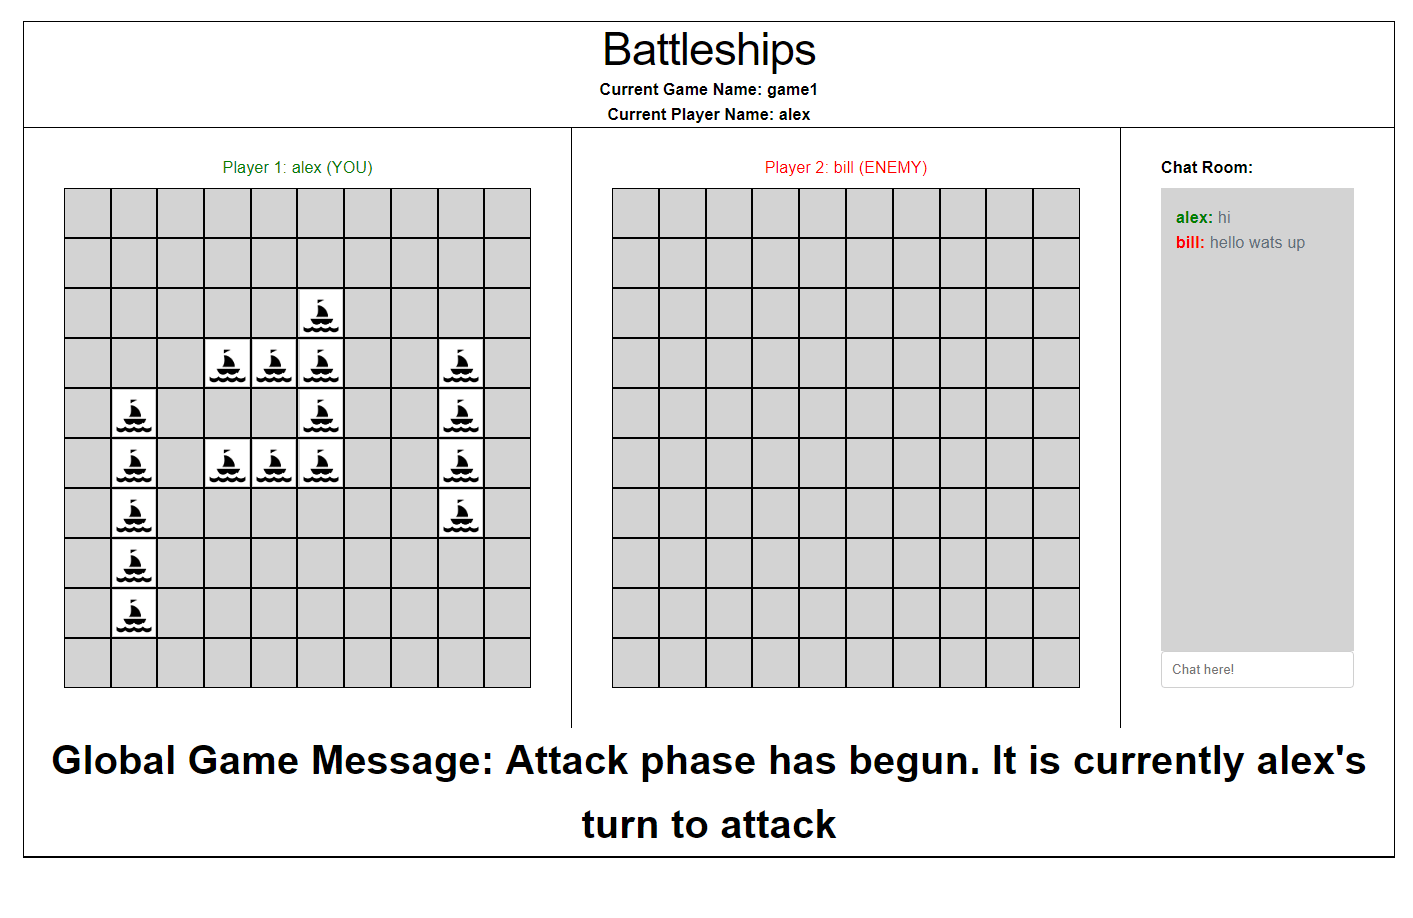 Battleships
Current Game Name: game1
Current Player Name: alex
Player 1: alex (YOU)
Player 2: bill (ENEMY)
Chat Room:
alex: hi
bill: hello wats up
Chat here!
Global Game Message: Attack phase has begun. It is currently alex's
turn to attack